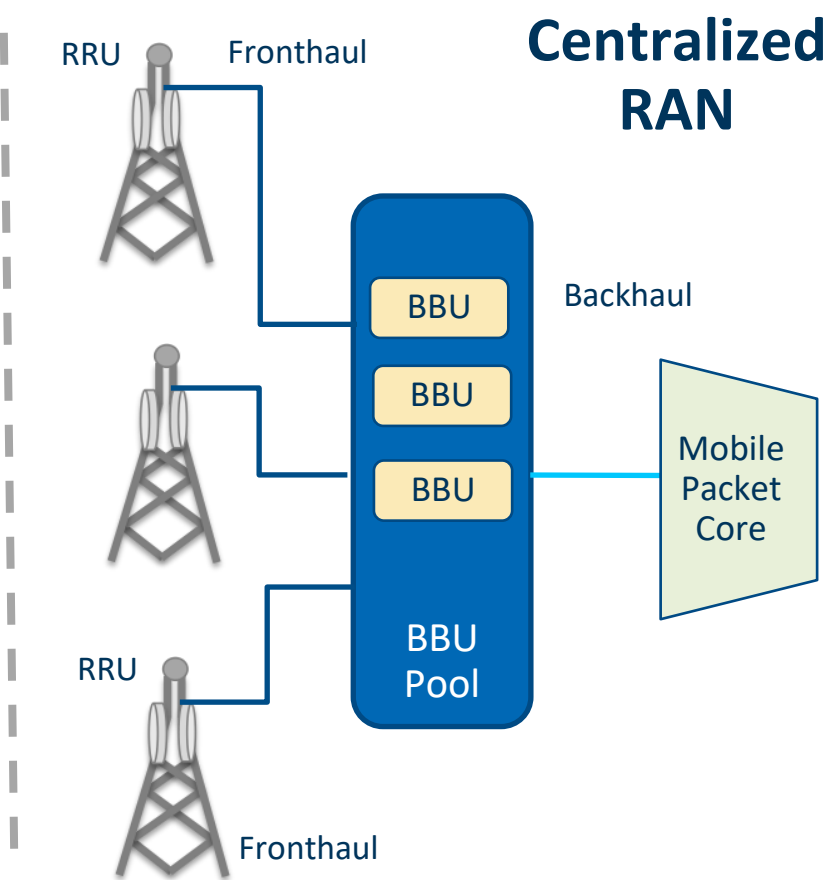 Centralized
RAN
RRU
Fronthaul
BBU
Backhaul
BBU
BBU
Mobile
Packet
Core
BBU
Pool
RRU
Fronthaul